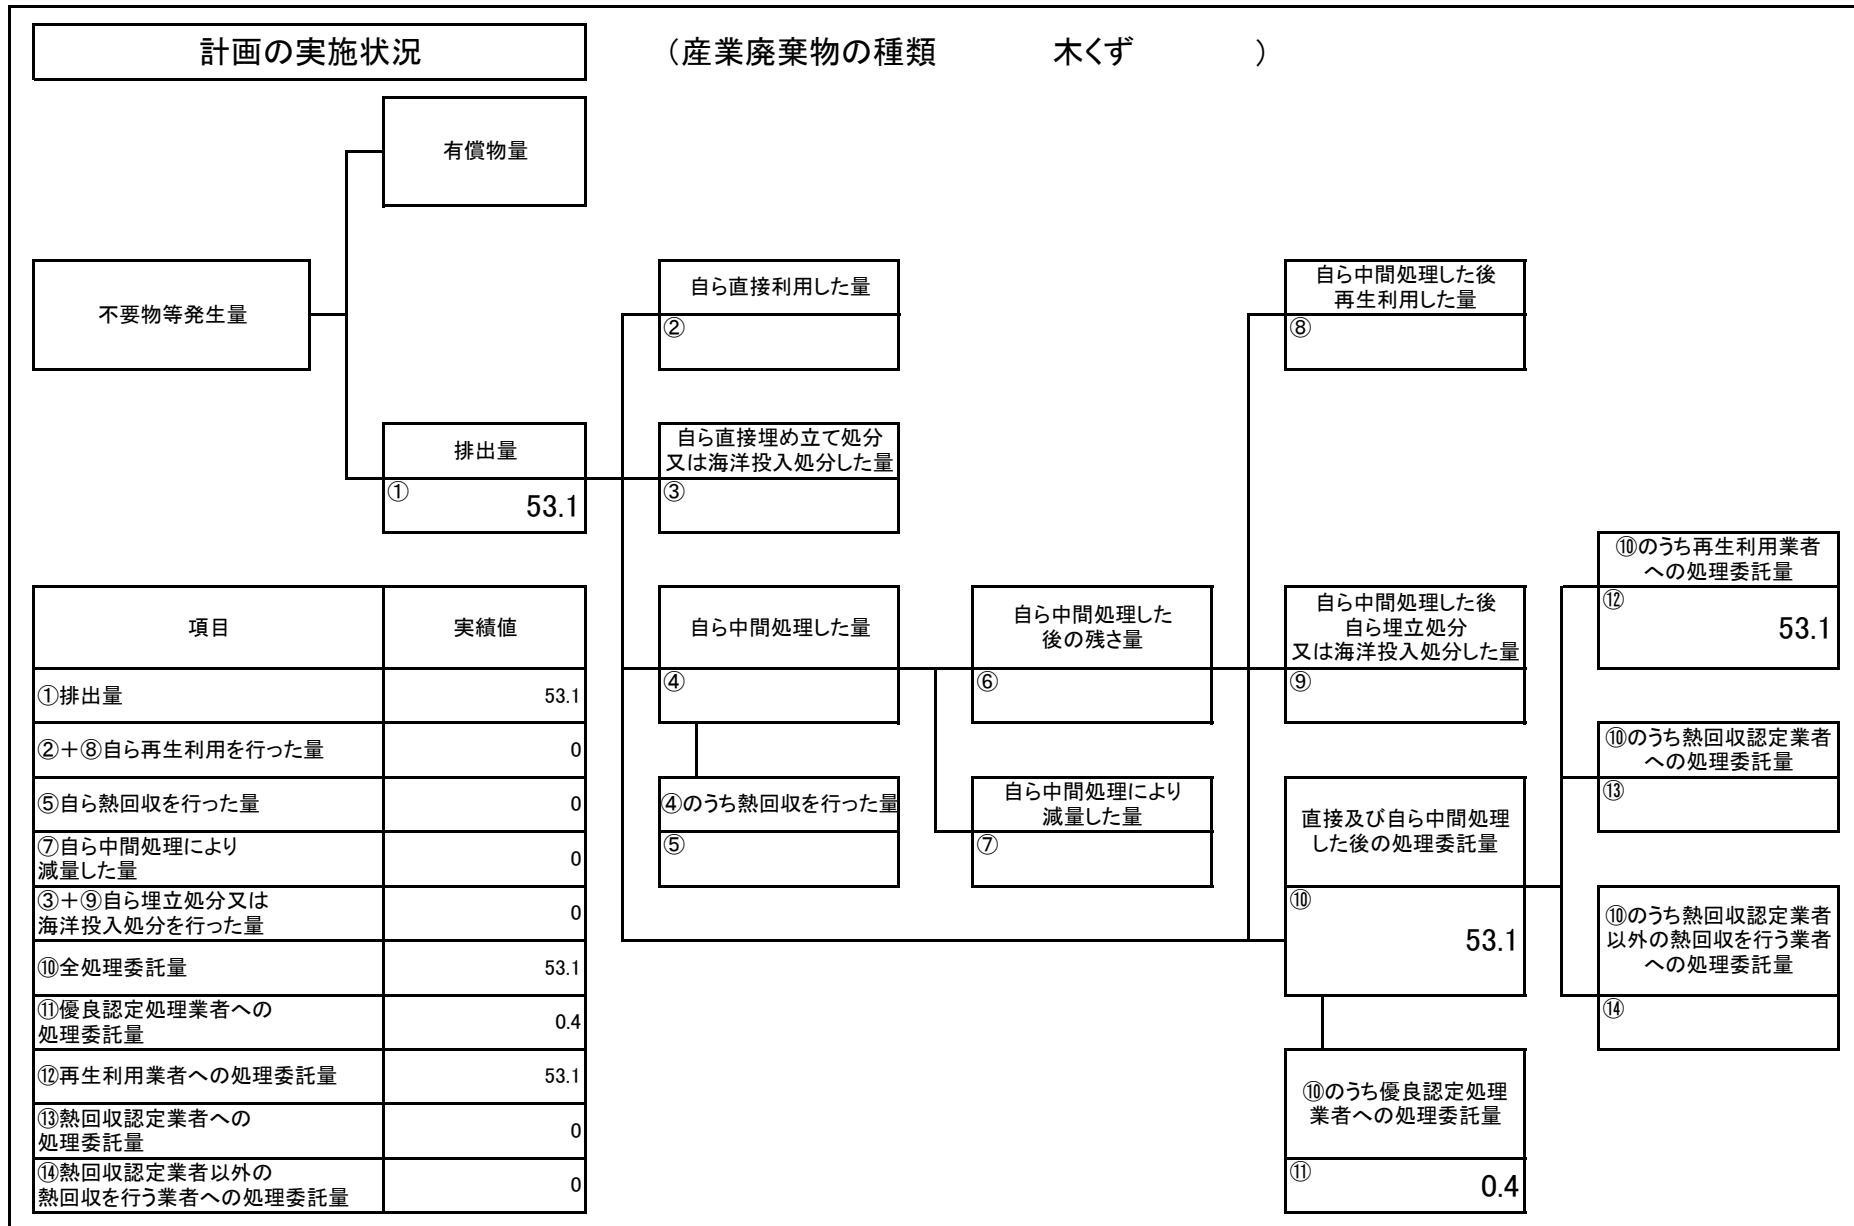 計画の実施状況
（産業廃棄物の種類 木くず ）
有償物量
不要物等発生量
自ら直接利用した量
②
自ら中間処理した後
再生利用した量
⑧
排出量
① 53.1
自ら直接埋め立て処分
又は海洋投入処分した量
③
⑩のうち再生利用業者
への処理委託量
⑫ 53.1
自ら中間処理した量
④
自ら中間処理した
後の残さ量
⑥
自ら中間処理した後
自ら埋立処分
又は海洋投入処分した量
⑨
⑩のうち熱回収認定業者
への処理委託量
⑬
④のうち熱回収を行った量
⑤
自ら中間処理により
減量した量
⑦
直接及び自ら中間処理
した後の処理委託量
⑩ 53.1
⑩のうち熱回収認定業者
以外の熱回収を行う業者
への処理委託量
⑭
⑩のうち優良認定処理
業者への処理委託量
⑪ 0.4
項目 実績値
①排出量 53.1
②＋⑧自ら再生利用を行った量 0
⑤自ら熱回収を行った量 0
⑦自ら中間処理により
減量した量 0
③＋⑨自ら埋立処分又は
海洋投入処分を行った量 0
⑩全処理委託量 53.1
⑪優良認定処理業者への
処理委託量 0.4
⑫再生利用業者への処理委託量 53.1
⑬熱回収認定業者への
処理委託量 0
⑭熱回収認定業者以外の
熱回収を行う業者への処理委託量 0